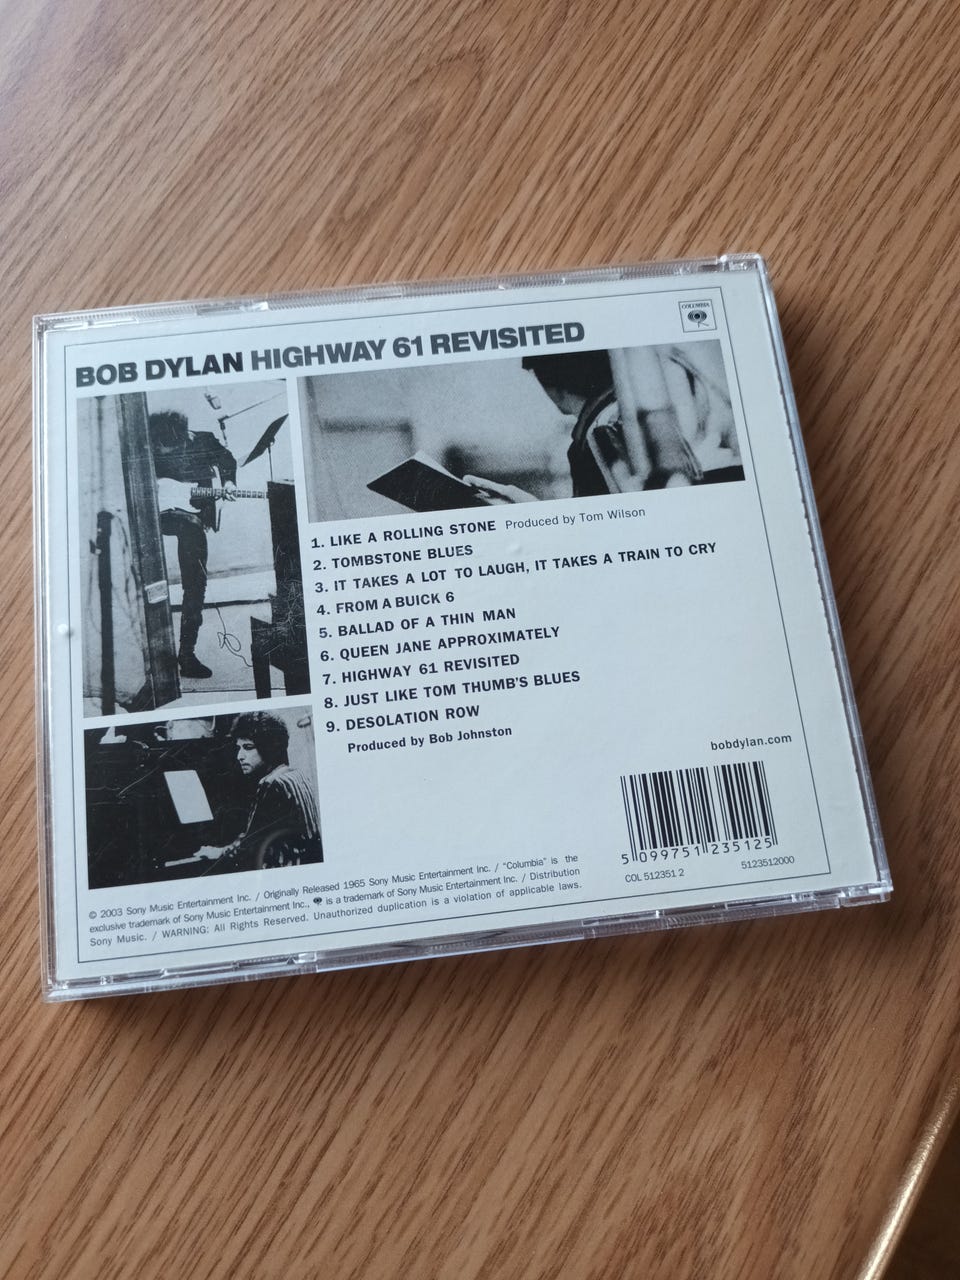 COLUMBIA
BOB DYLAN HIGHWAY 61 REVISITED
1. LIKE A ROLLING STONE Produced by Tom Wilson
2. TOMBSTONE BLUES
3. IT TAKES A LOT TO LAUGH, IT TAKES A TRAIN TO CRY
4. FROM A BUICK 6
5. BALLAD OF A THIN MAN
6. QUEEN JANE APPROXIMATELY
7. HIGHWAY 61 REVISITED
8. JUST LIKE TOM THUMB'S BLUES
9. DESOLATION ROW
Produced by Bob Johnston
bobdylan.com
5 099751 235125
COL 512351 2 5123512000
© 2003 Sony Music Entertainment Inc. / Originally Released 1965 Sony Music Entertainment Inc. / "Columbia" is the
exclusive trademark of Sony Music Entertainment Inc., is a trademark of Sony Music Entertainment Inc. / Distribution
Sony Music. / WARNING: All Rights Reserved. Unauthorized duplication is a violation of applicable laws.